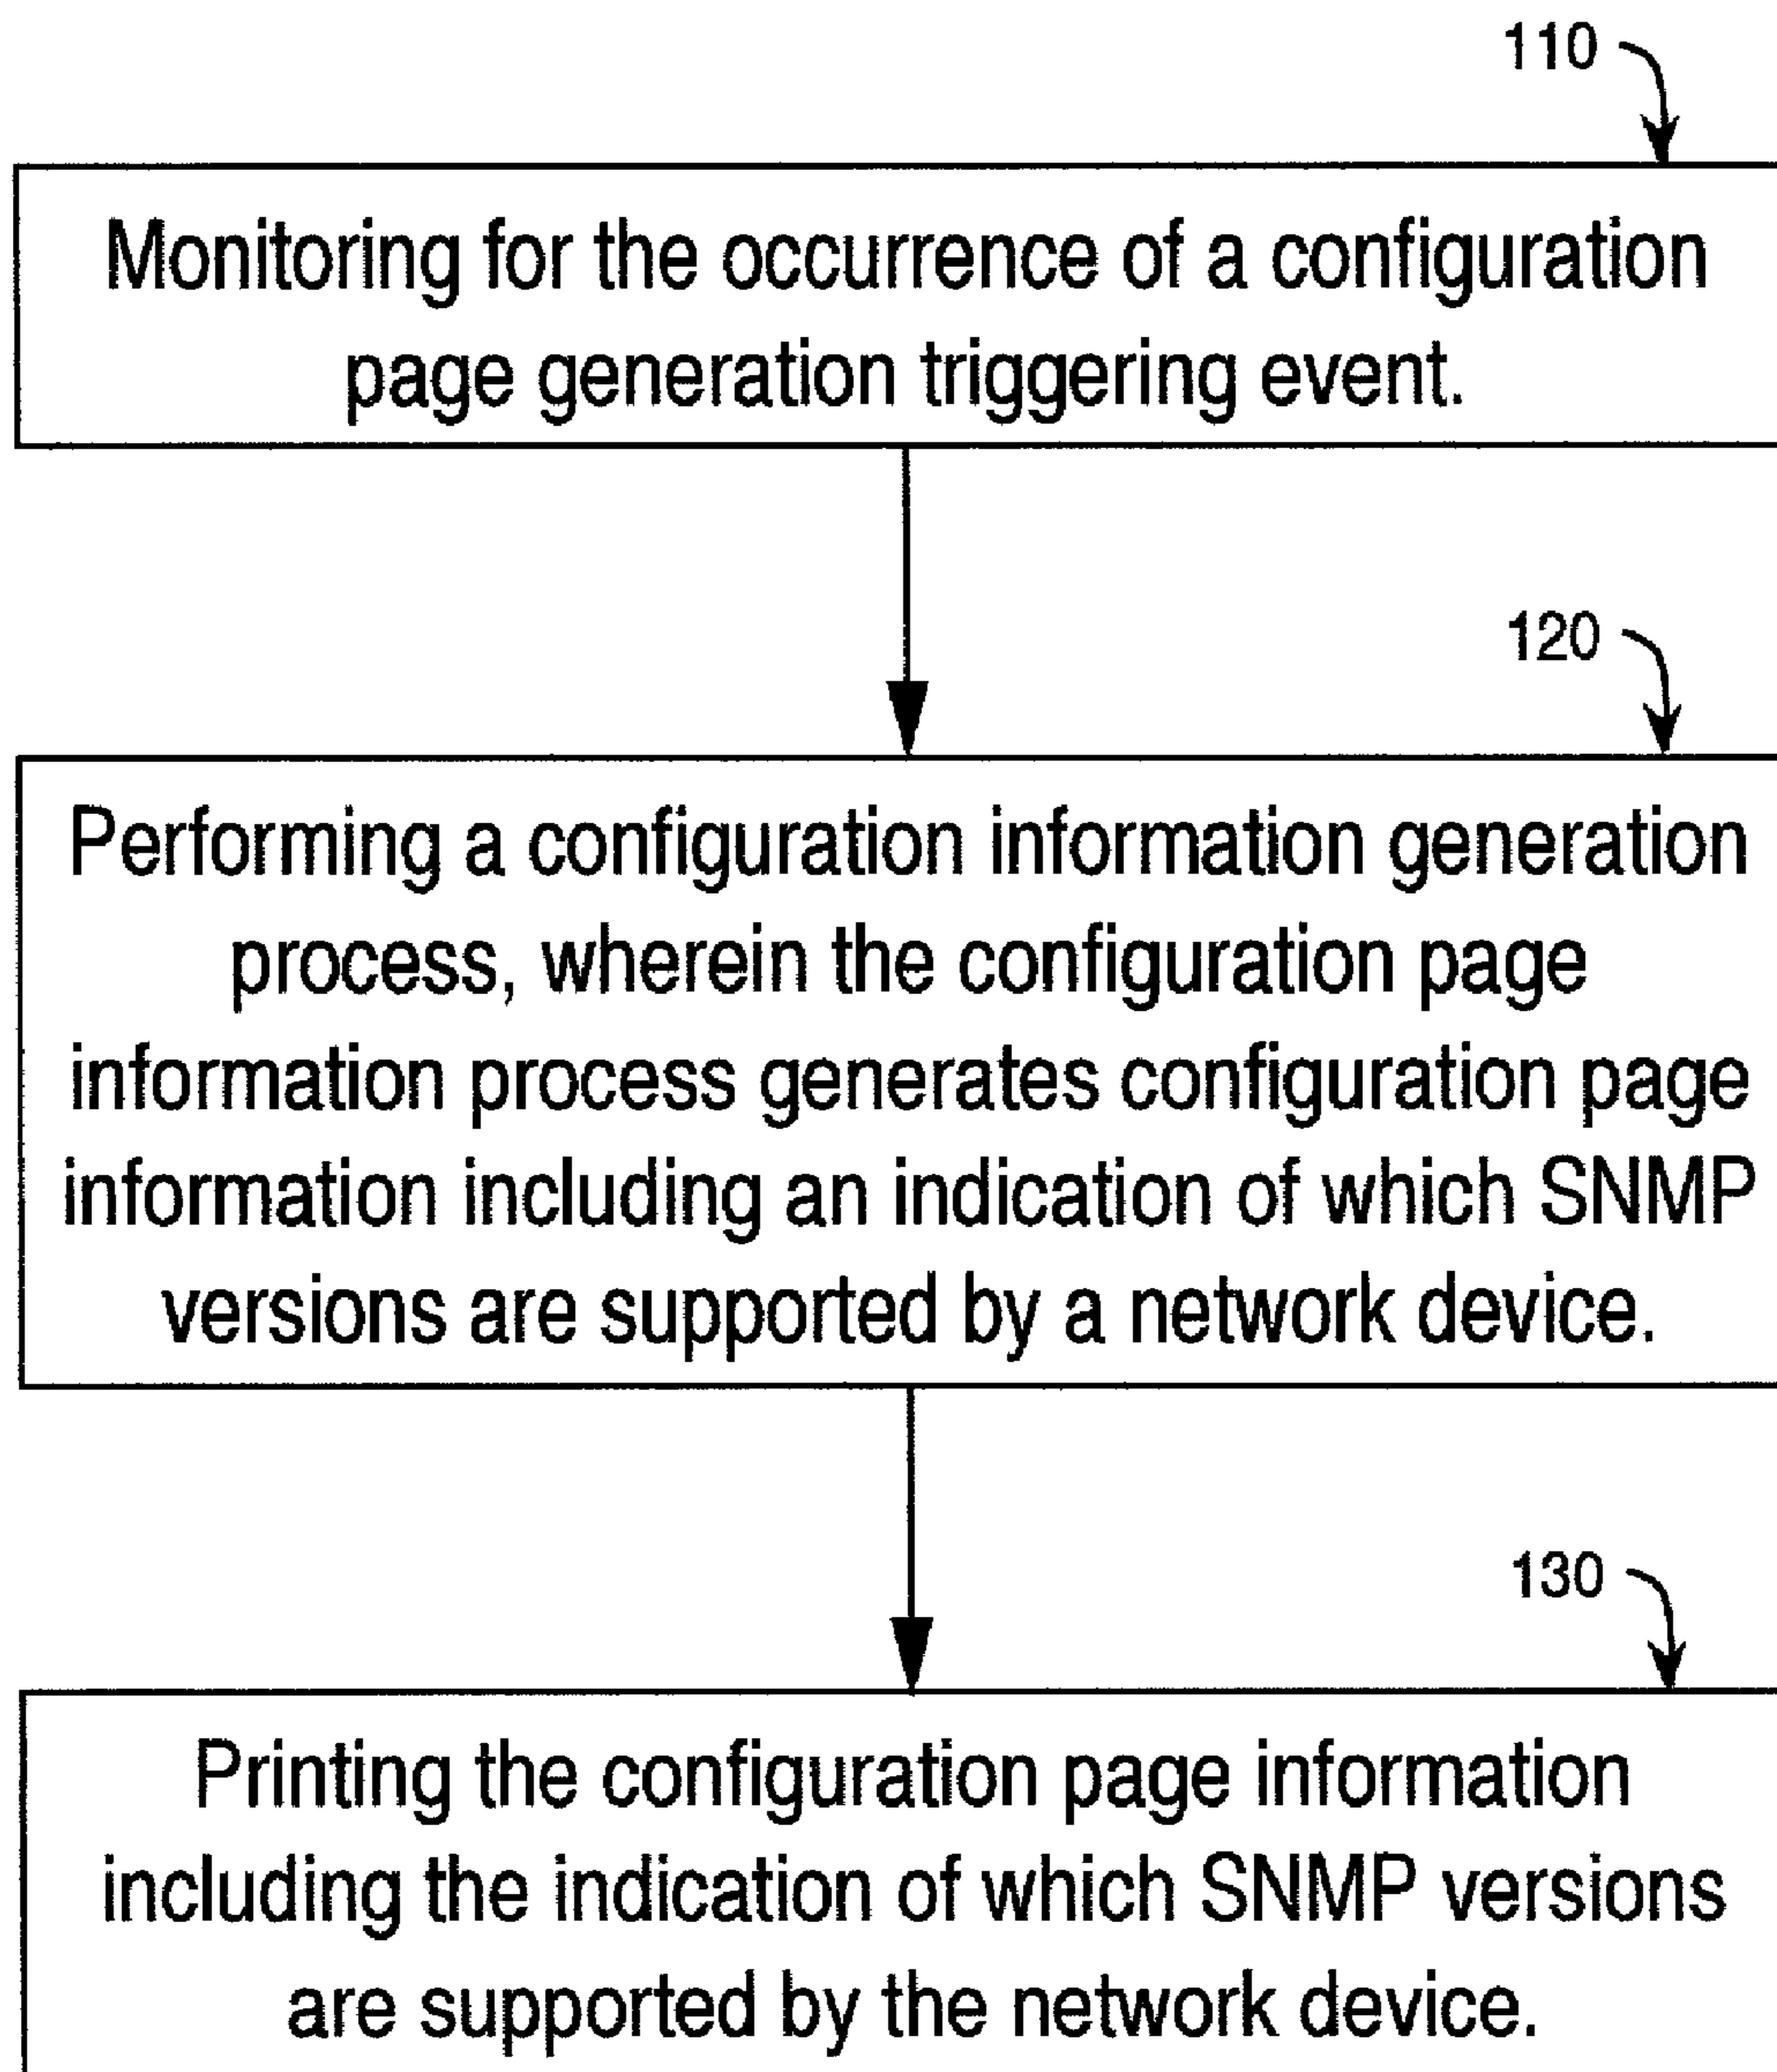 110
Monitoring for the occurrence of a configuration
page generation triggering event.
120
Performing a configuration information generation
process, wherein the configuration page
information process generates configuration page
information including an indication of which SNMP
versions are supported by a network device.
130
Printing the configuration page information
including the indication of which SNMP versions
are supported by the network device.